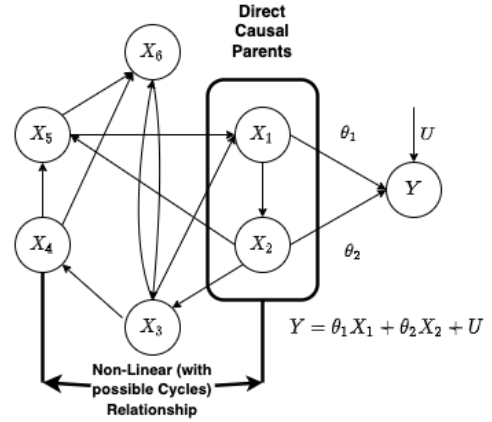 Direct
Causal
Parents
X₆
X₅
X₁
θ₁
U
Y
X₄
X₂
θ₂
X₃
Y = θ₁X₁ + θ₂X₂ + U
Non-Linear (with
possible Cycles)
Relationship